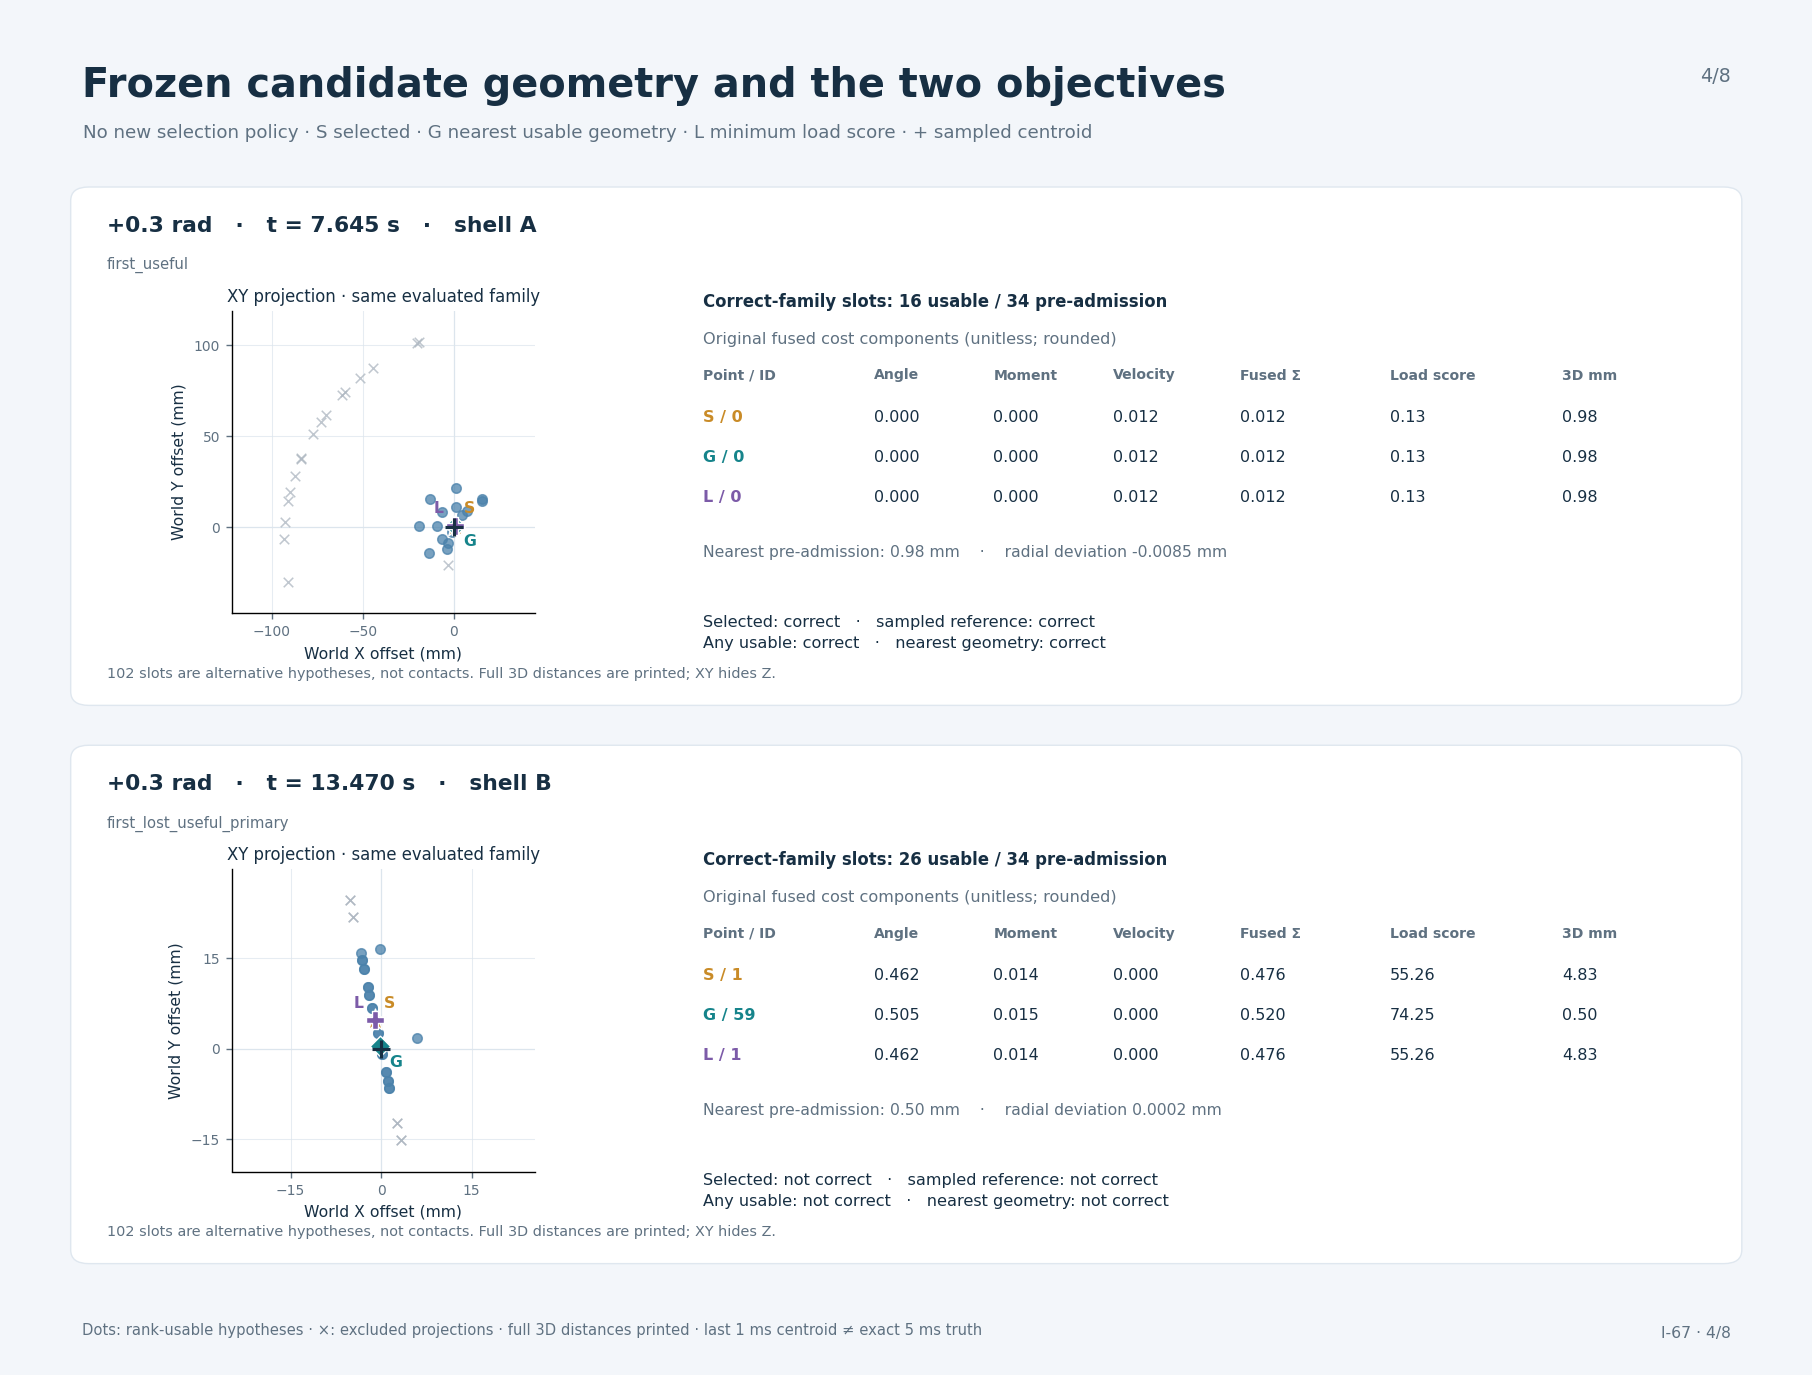 Frozen candidate geometry and the two objectives
4/8
No new selection policy · S selected · G nearest usable geometry · L minimum load score · + sampled centroid
+0.3 rad · t = 7.645 s · shell A
first_useful
XY projection · same evaluated family
100
50
0
World Y offset (mm)
L
S
G
−100
−50
0
World X offset (mm)
Correct-family slots: 16 usable / 34 pre-admission
Original fused cost components (unitless; rounded)
Point / ID Angle Moment Velocity Fused Σ Load score 3D mm
S / 0 0.000 0.000 0.012 0.012 0.13 0.98
G / 0 0.000 0.000 0.012 0.012 0.13 0.98
L / 0 0.000 0.000 0.012 0.012 0.13 0.98
Nearest pre-admission: 0.98 mm · radial deviation -0.0085 mm
Selected: correct · sampled reference: correct
Any usable: correct · nearest geometry: correct
102 slots are alternative hypotheses, not contacts. Full 3D distances are printed; XY hides Z.
+0.3 rad · t = 13.470 s · shell B
first_lost_useful_primary
XY projection · same evaluated family
15
0
−15
World Y offset (mm)
L
S
G
−15
0
15
World X offset (mm)
Correct-family slots: 26 usable / 34 pre-admission
Original fused cost components (unitless; rounded)
Point / ID Angle Moment Velocity Fused Σ Load score 3D mm
S / 1 0.462 0.014 0.000 0.476 55.26 4.83
G / 59 0.505 0.015 0.000 0.520 74.25 0.50
L / 1 0.462 0.014 0.000 0.476 55.26 4.83
Nearest pre-admission: 0.50 mm · radial deviation 0.0002 mm
Selected: not correct · sampled reference: not correct
Any usable: not correct · nearest geometry: not correct
102 slots are alternative hypotheses, not contacts. Full 3D distances are printed; XY hides Z.
Dots: rank-usable hypotheses · ×: excluded projections · full 3D distances printed · last 1 ms centroid ≠ exact 5 ms truth
I-67 · 4/8